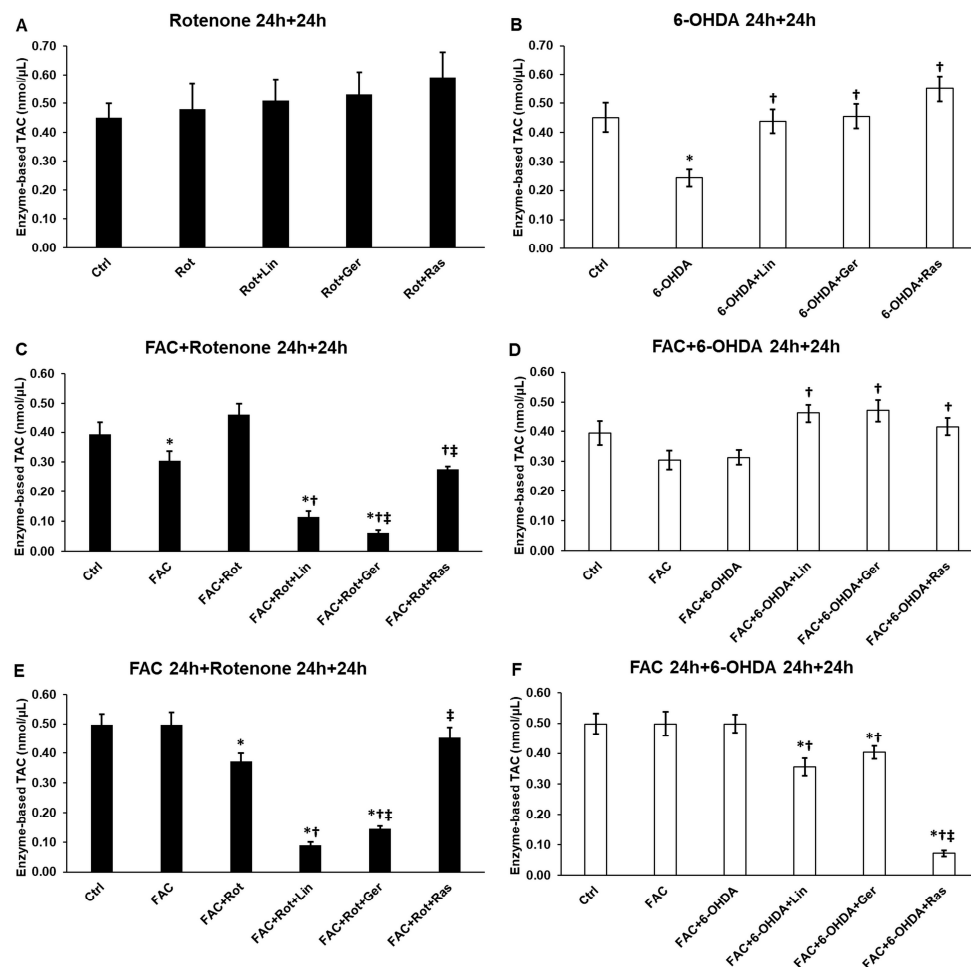 A
Rotenone 24h+24h
Enzyme-based TAC (nmol/µL)
0.70
0.60
0.50
0.40
0.30
0.20
0.10
0.00
Ctrl
Rot
Rot+Lin
Rot+Ger
Rot+Ras
B
6-OHDA 24h+24h
Enzyme-based TAC (nmol/µL)
0.70
0.60
0.50
0.40
0.30
0.20
0.10
0.00
*
†
†
†
Ctrl
6-OHDA
6-OHDA+Lin
6-OHDA+Ger
6-OHDA+Ras
C
FAC+Rotenone 24h+24h
Enzyme-based TAC (nmol/µL)
0.60
0.50
0.40
0.30
0.20
0.10
0.00
*
*†
*†‡
†‡
Ctrl
FAC
FAC+Rot
FAC+Rot+Lin
FAC+Rot+Ger
FAC+Rot+Ras
D
FAC+6-OHDA 24h+24h
Enzyme-based TAC (nmol/µL)
0.60
0.50
0.40
0.30
0.20
0.10
0.00
†
†
†
Ctrl
FAC
FAC+6-OHDA
FAC+6-OHDA+Lin
FAC+6-OHDA+Ger
FAC+6-OHDA+Ras
E
FAC 24h+Rotenone 24h+24h
Enzyme-based TAC (nmol/µL)
0.60
0.50
0.40
0.30
0.20
0.10
0.00
*
*†
*†‡
‡
Ctrl
FAC
FAC+Rot
FAC+Rot+Lin
FAC+Rot+Ger
FAC+Rot+Ras
F
FAC 24h+6-OHDA 24h+24h
Enzyme-based TAC (nmol/µL)
0.60
0.50
0.40
0.30
0.20
0.10
0.00
*†
*†
*†‡
Ctrl
FAC
FAC+6-OHDA
FAC+6-OHDA+Lin
FAC+6-OHDA+Ger
FAC+6-OHDA+Ras